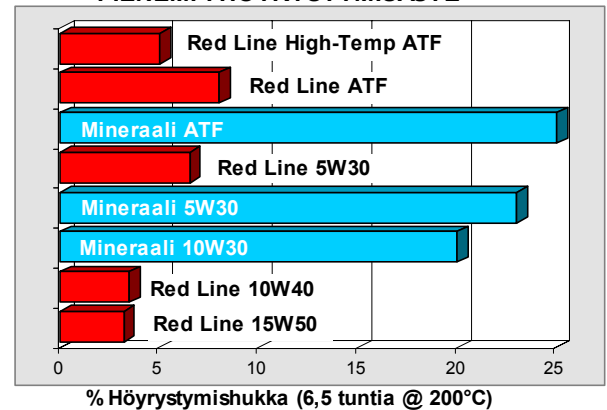 Red Line High-Temp ATF
Red Line ATF
Mineraali ATF
Red Line 5W30
Mineraali 5W30
Mineraali 10W30
Red Line 10W40
Red Line 15W50
0 5 10 15 20 25
% Höyrystymishukka (6,5 tuntia @ 200°C)